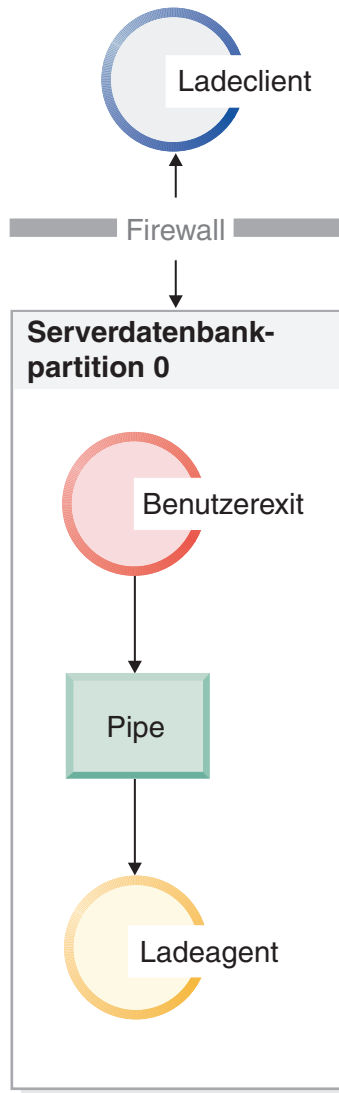 Ladeclient
Firewall
Serverdatenbank-
partition 0
Benutzerexit
Pipe
Ladeagent